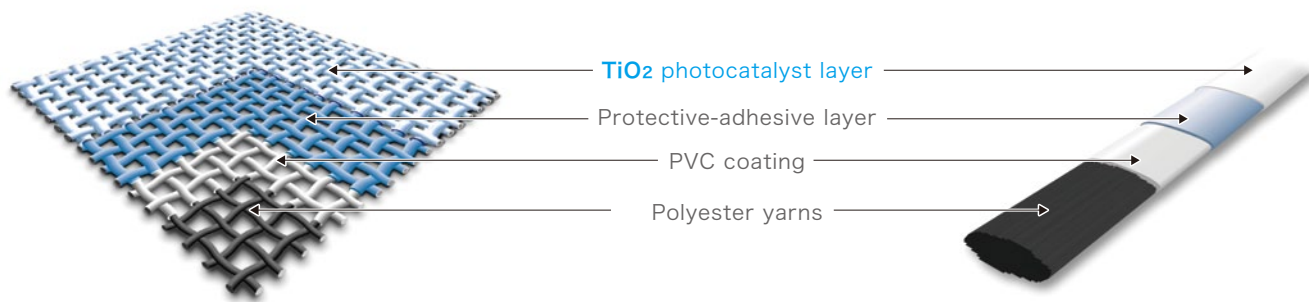 TiO2 photocatalyst layer
Protective-adhesive layer
PVC coating
Polyester yarns